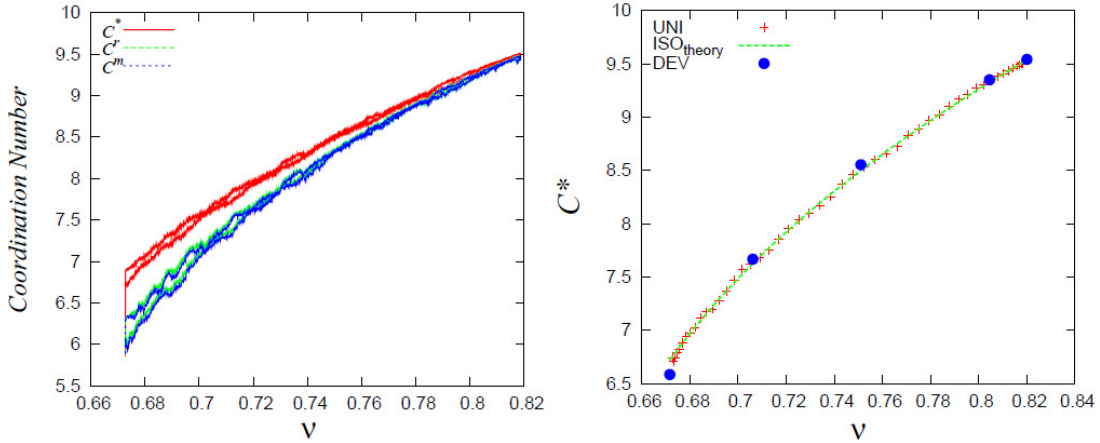 Coordination Number
10
9.5
9
8.5
8
7.5
7
6.5
6
5.5
C*
C^r
C^m
0.66 0.68 0.7 0.72 0.74 0.76 0.78 0.8 0.82
ν
C*
10
9.5
9
8.5
8
7.5
7
6.5
UNI
ISO_theory
DEV
0.66 0.68 0.7 0.72 0.74 0.76 0.78 0.8 0.82 0.84
ν